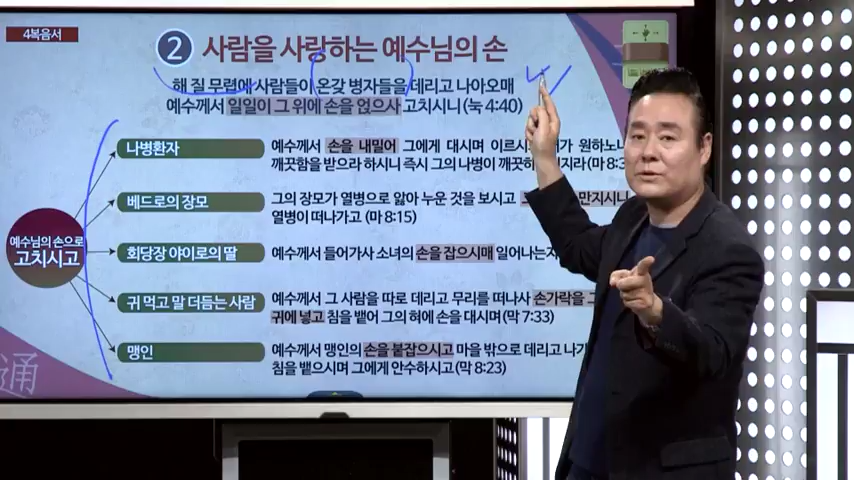 4복음서
② 사람을 사랑하는 예수님의 손
해 질 무렵에 사람들이 온갖 병자들을 데리고 나아오매
예수께서 일일이 그 위에 손을 얹으사 고치시니 (눅 4:40)
예수님의 손으로
고치시고
나병환자
예수께서 손을 내밀어 그에게 대시며 이르시되 원하노니
깨끗함을 받으라 하시니 즉시 그의 나병이 깨끗 지라 (마 8:3
베드로의 장모
그의 장모가 열병으로 앓아 누운 것을 보시고 만지시니
열병이 떠나가고 (마 8:15)
회당장 야이로의 딸
예수께서 들어가사 소녀의 손을 잡으시매 일어나는지
귀 먹고 말 더듬는 사람
예수께서 그 사람을 따로 데리고 무리를 떠나사 손가락을 그
귀에 넣고 침을 뱉어 그의 혀에 손을 대시며 (막 7:33)
맹인
예수께서 맹인의 손을 붙잡으시고 마을 밖으로 데리고 나가
침을 뱉으시며 그에게 안수하시고 (막 8:23)
通